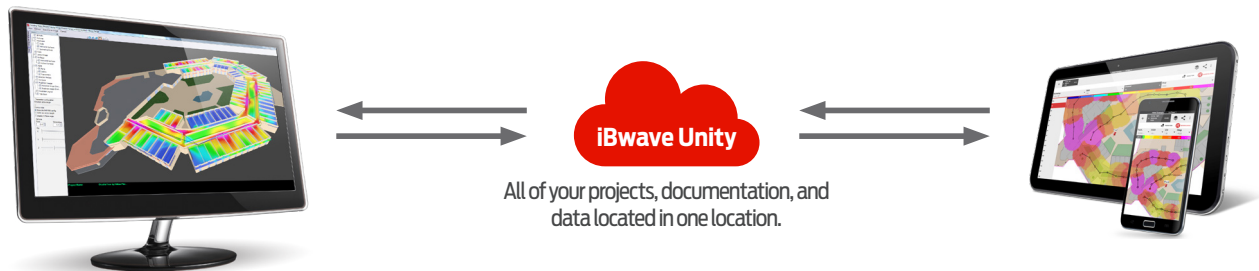 iBwave Unity
All of your projects, documentation, and
data located in one location.